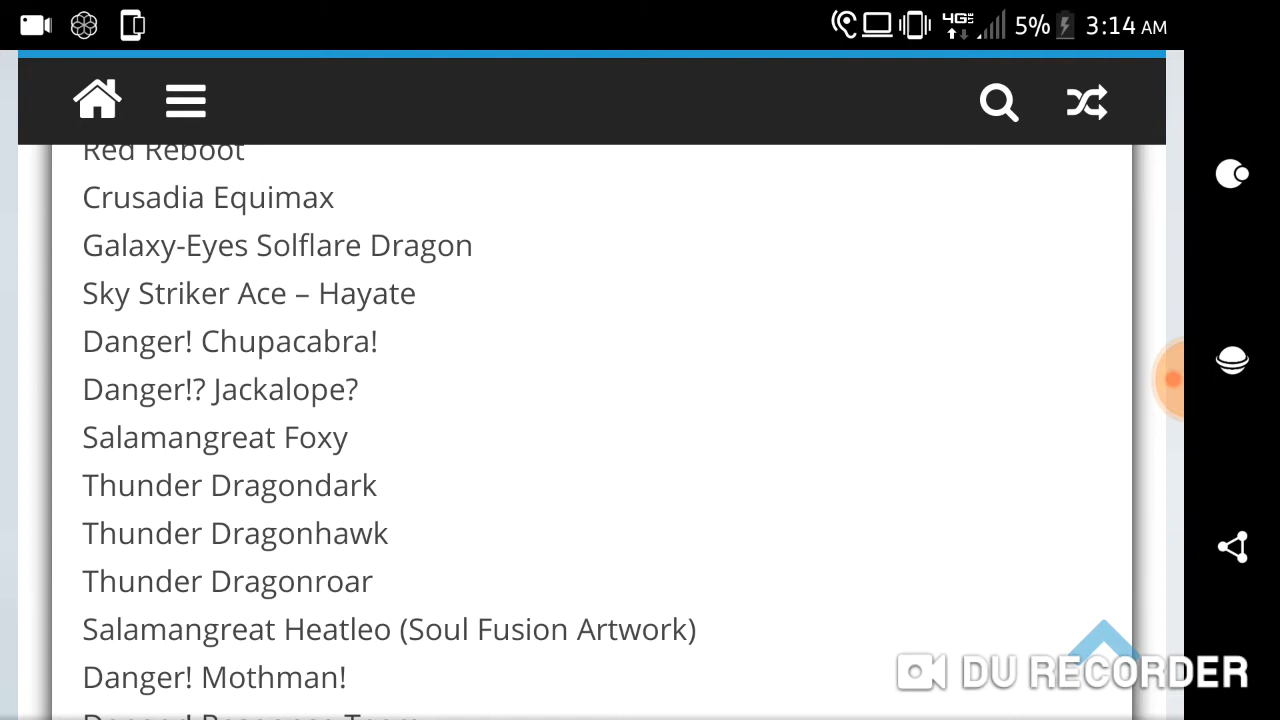 4GE 5% 3:14 AM
Red Reboot
Crusadia Equimax
Galaxy-Eyes Solflare Dragon
Sky Striker Ace – Hayate
Danger! Chupacabra!
Danger!? Jackalope?
Salamangreat Foxy
Thunder Dragondark
Thunder Dragonhawk
Thunder Dragonroar
Salamangreat Heatleo (Soul Fusion Artwork)
Danger! Mothman!
DU RECORDER